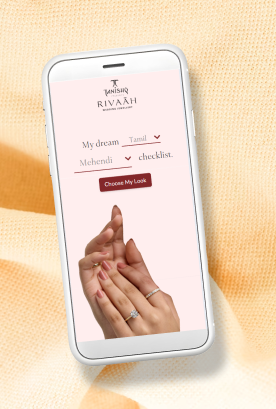 TANISHQ
RIVAAH
WEDDING JEWELLERY
My dream Tamil
Mehendi checklist.
Choose My Look